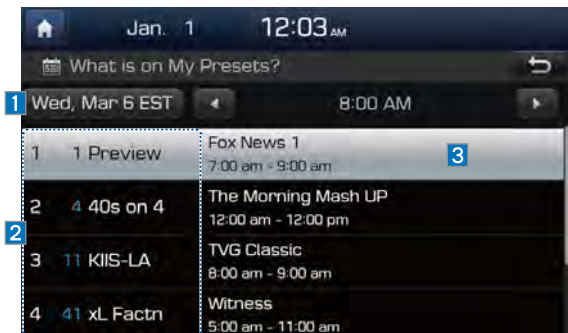 Jan. 1 12:03 AM
What is on My Presets?
1 Wed, Mar 6 EST 8:00 AM
1 1 Preview Fox News 1 3
7:00 am - 9:00 am
2 4 40s on 4 The Morning Mash UP
12:00 am - 12:00 pm
2
3 11 KIIS-LA TVG Classic
8:00 am - 9:00 am
4 41 xL Factn Witness
5:00 am - 11:00 am